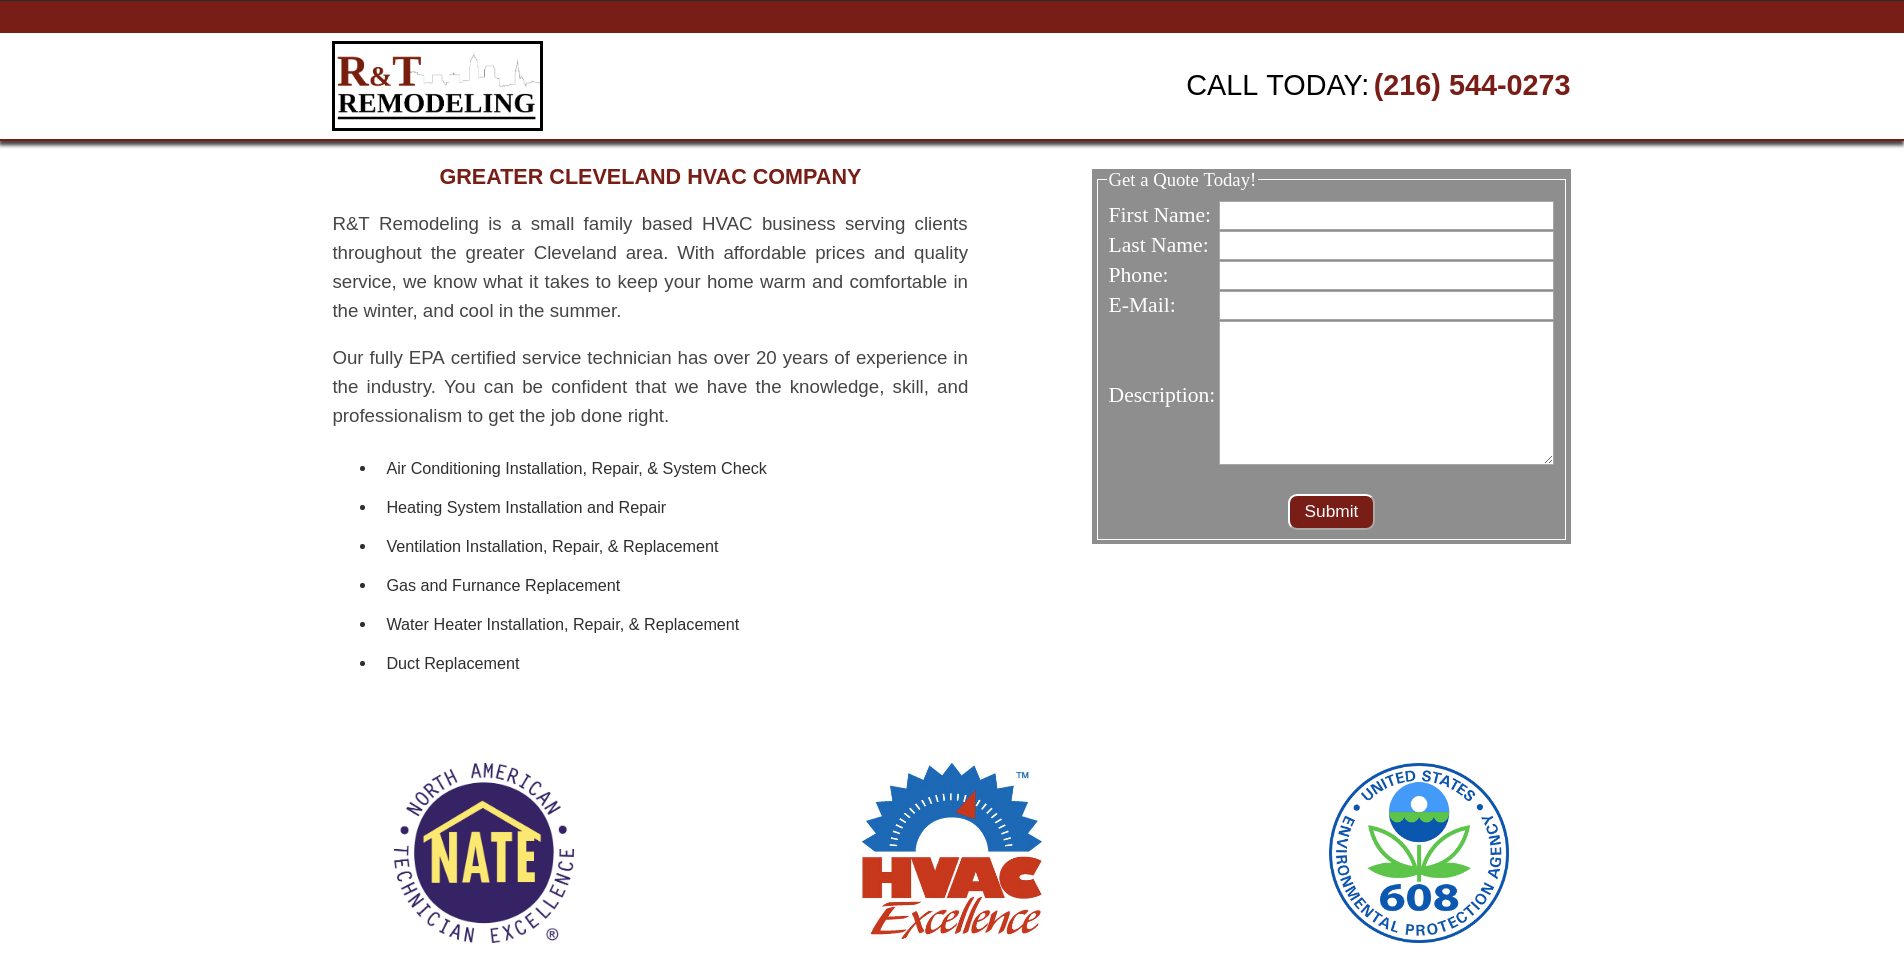 R&T
REMODELING
CALL TODAY: (216) 544-0273
GREATER CLEVELAND HVAC COMPANY
R&T Remodeling is a small family based HVAC business serving clients
throughout the greater Cleveland area. With affordable prices and quality
service, we know what it takes to keep your home warm and comfortable in
the winter, and cool in the summer.
Our fully EPA certified service technician has over 20 years of experience in
the industry. You can be confident that we have the knowledge, skill, and
professionalism to get the job done right.
• Air Conditioning Installation, Repair, & System Check
• Heating System Installation and Repair
• Ventilation Installation, Repair, & Replacement
• Gas and Furnance Replacement
• Water Heater Installation, Repair, & Replacement
• Duct Replacement
Get a Quote Today!
First Name:
Last Name:
Phone:
E-Mail:
Description:
Submit
NORTH AMERICAN
NATE
TECHNICIAN EXCELLENCE
®
™
HVAC
Excellence
UNITED STATES
ENVIRONMENTAL PROTECTION AGENCY
608